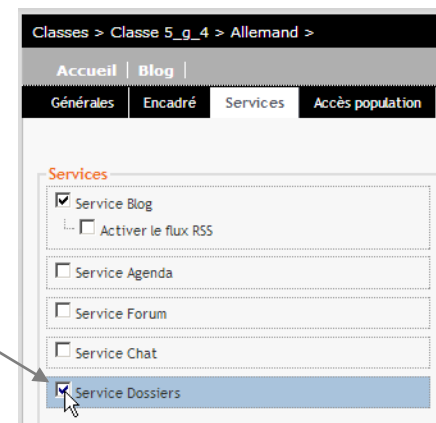 Classes > Classe 5_g_4 > Allemand >
Accueil | Blog |
Générales Encadré Services Accès population
Services
Service Blog
Activer le flux RSS
Service Agenda
Service Forum
Service Chat
Service Dossiers